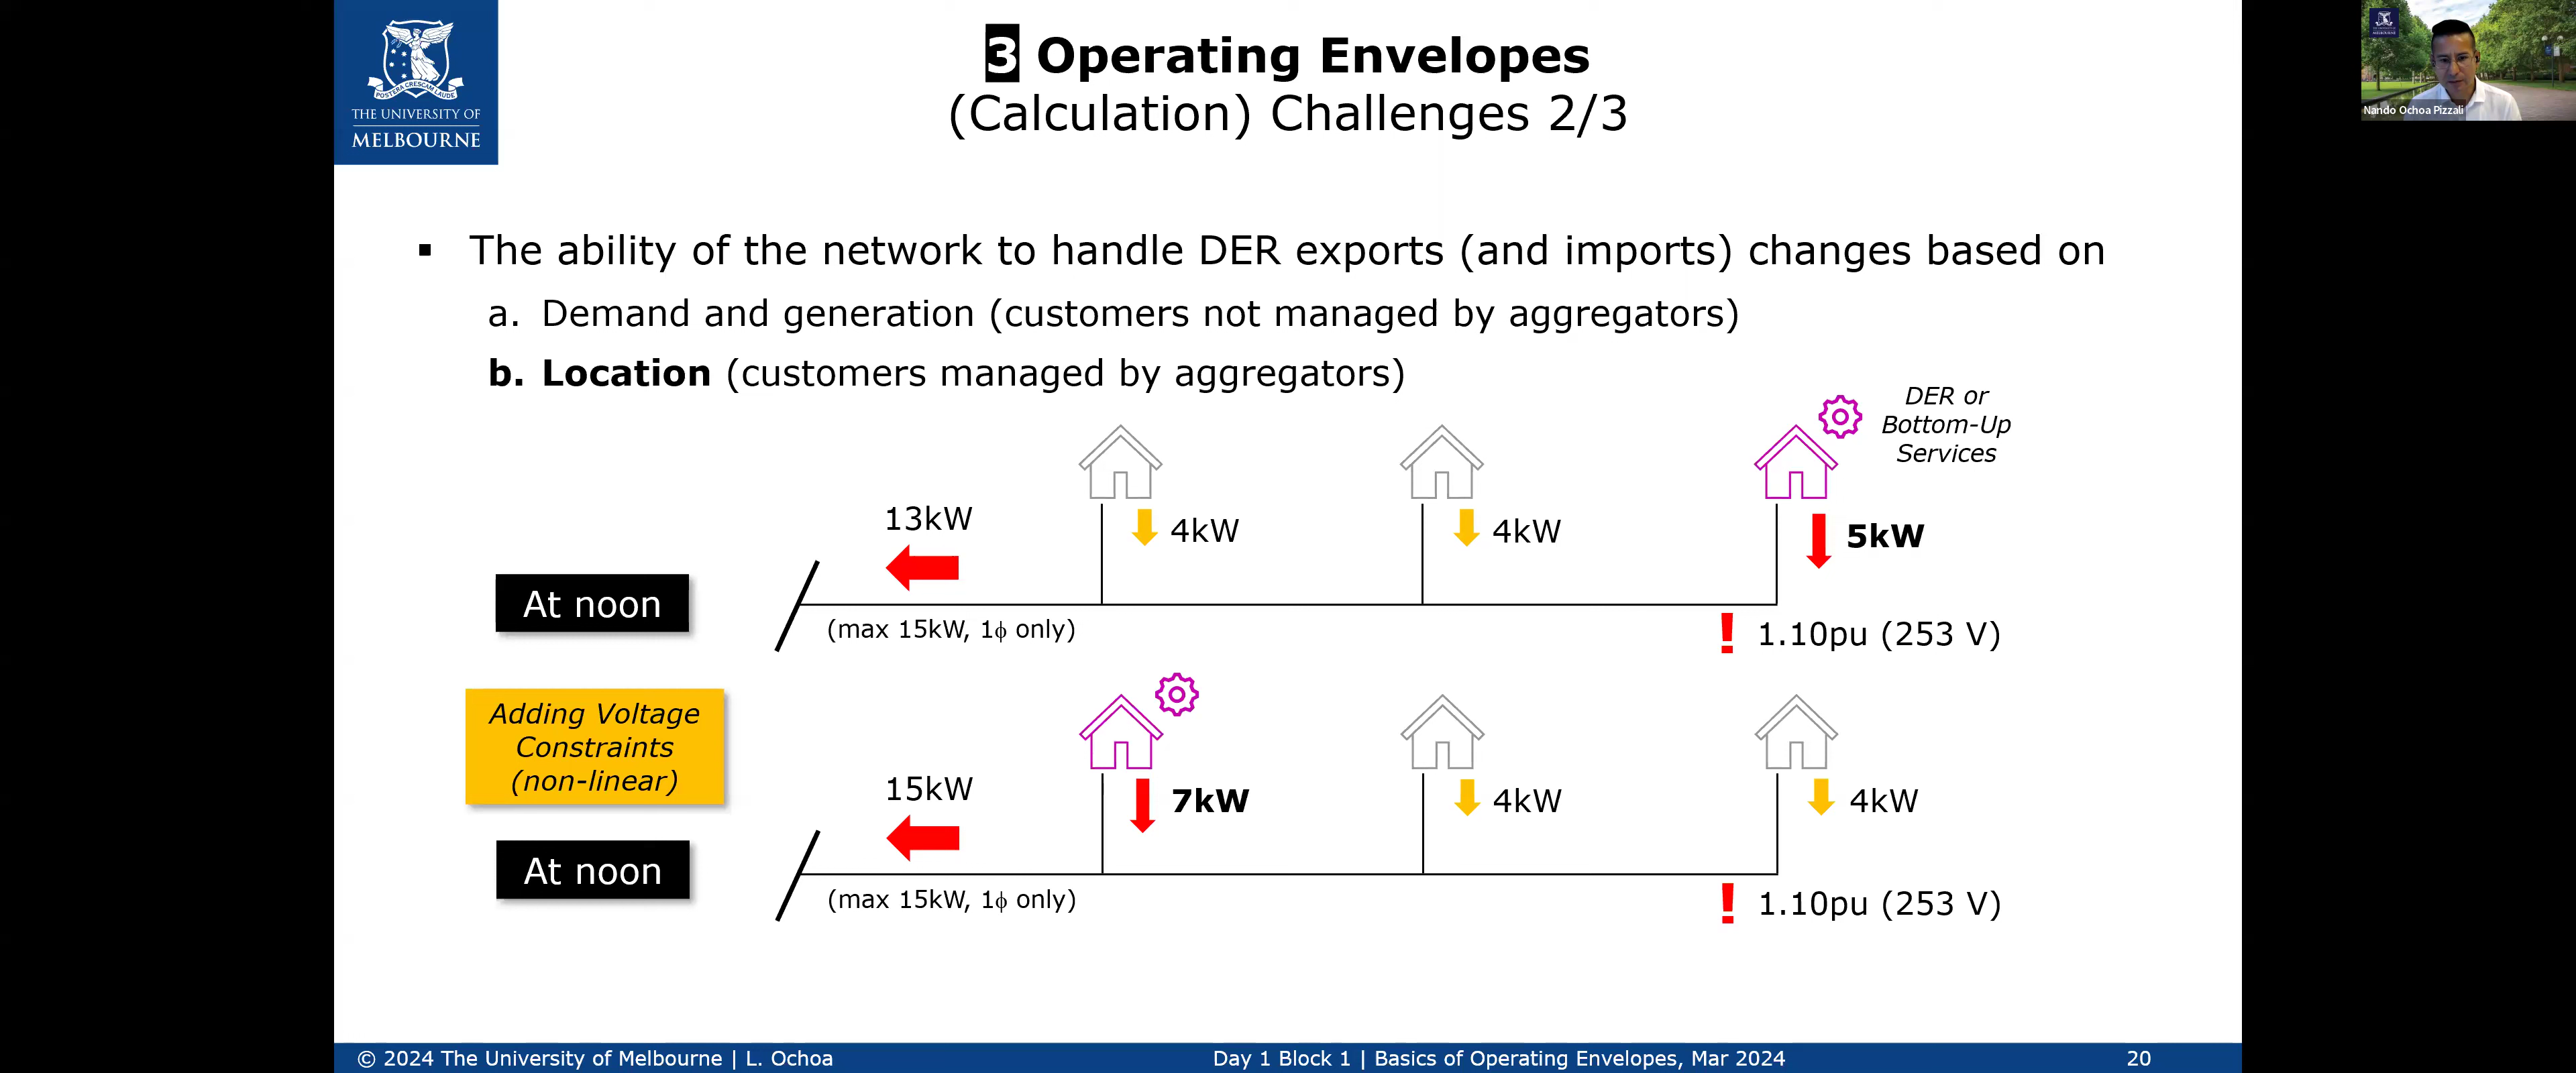 3 Operating Envelopes
(Calculation) Challenges 2/3
POSTERA CRESCAM LAUDE
THE UNIVERSITY OF
MELBOURNE
Nando Ochoa Pizzali
▪ The ability of the network to handle DER exports (and imports) changes based on
a. Demand and generation (customers not managed by aggregators)
b. Location (customers managed by aggregators)
DER or
Bottom-Up
Services
13kW
4kW
4kW
5kW
At noon
(max 15kW, 1ϕ only)
! 1.10pu (253 V)
Adding Voltage
Constraints
(non-linear)
15kW
7kW
4kW
4kW
At noon
(max 15kW, 1ϕ only)
! 1.10pu (253 V)
© 2024 The University of Melbourne | L. Ochoa
Day 1 Block 1 | Basics of Operating Envelopes, Mar 2024
20